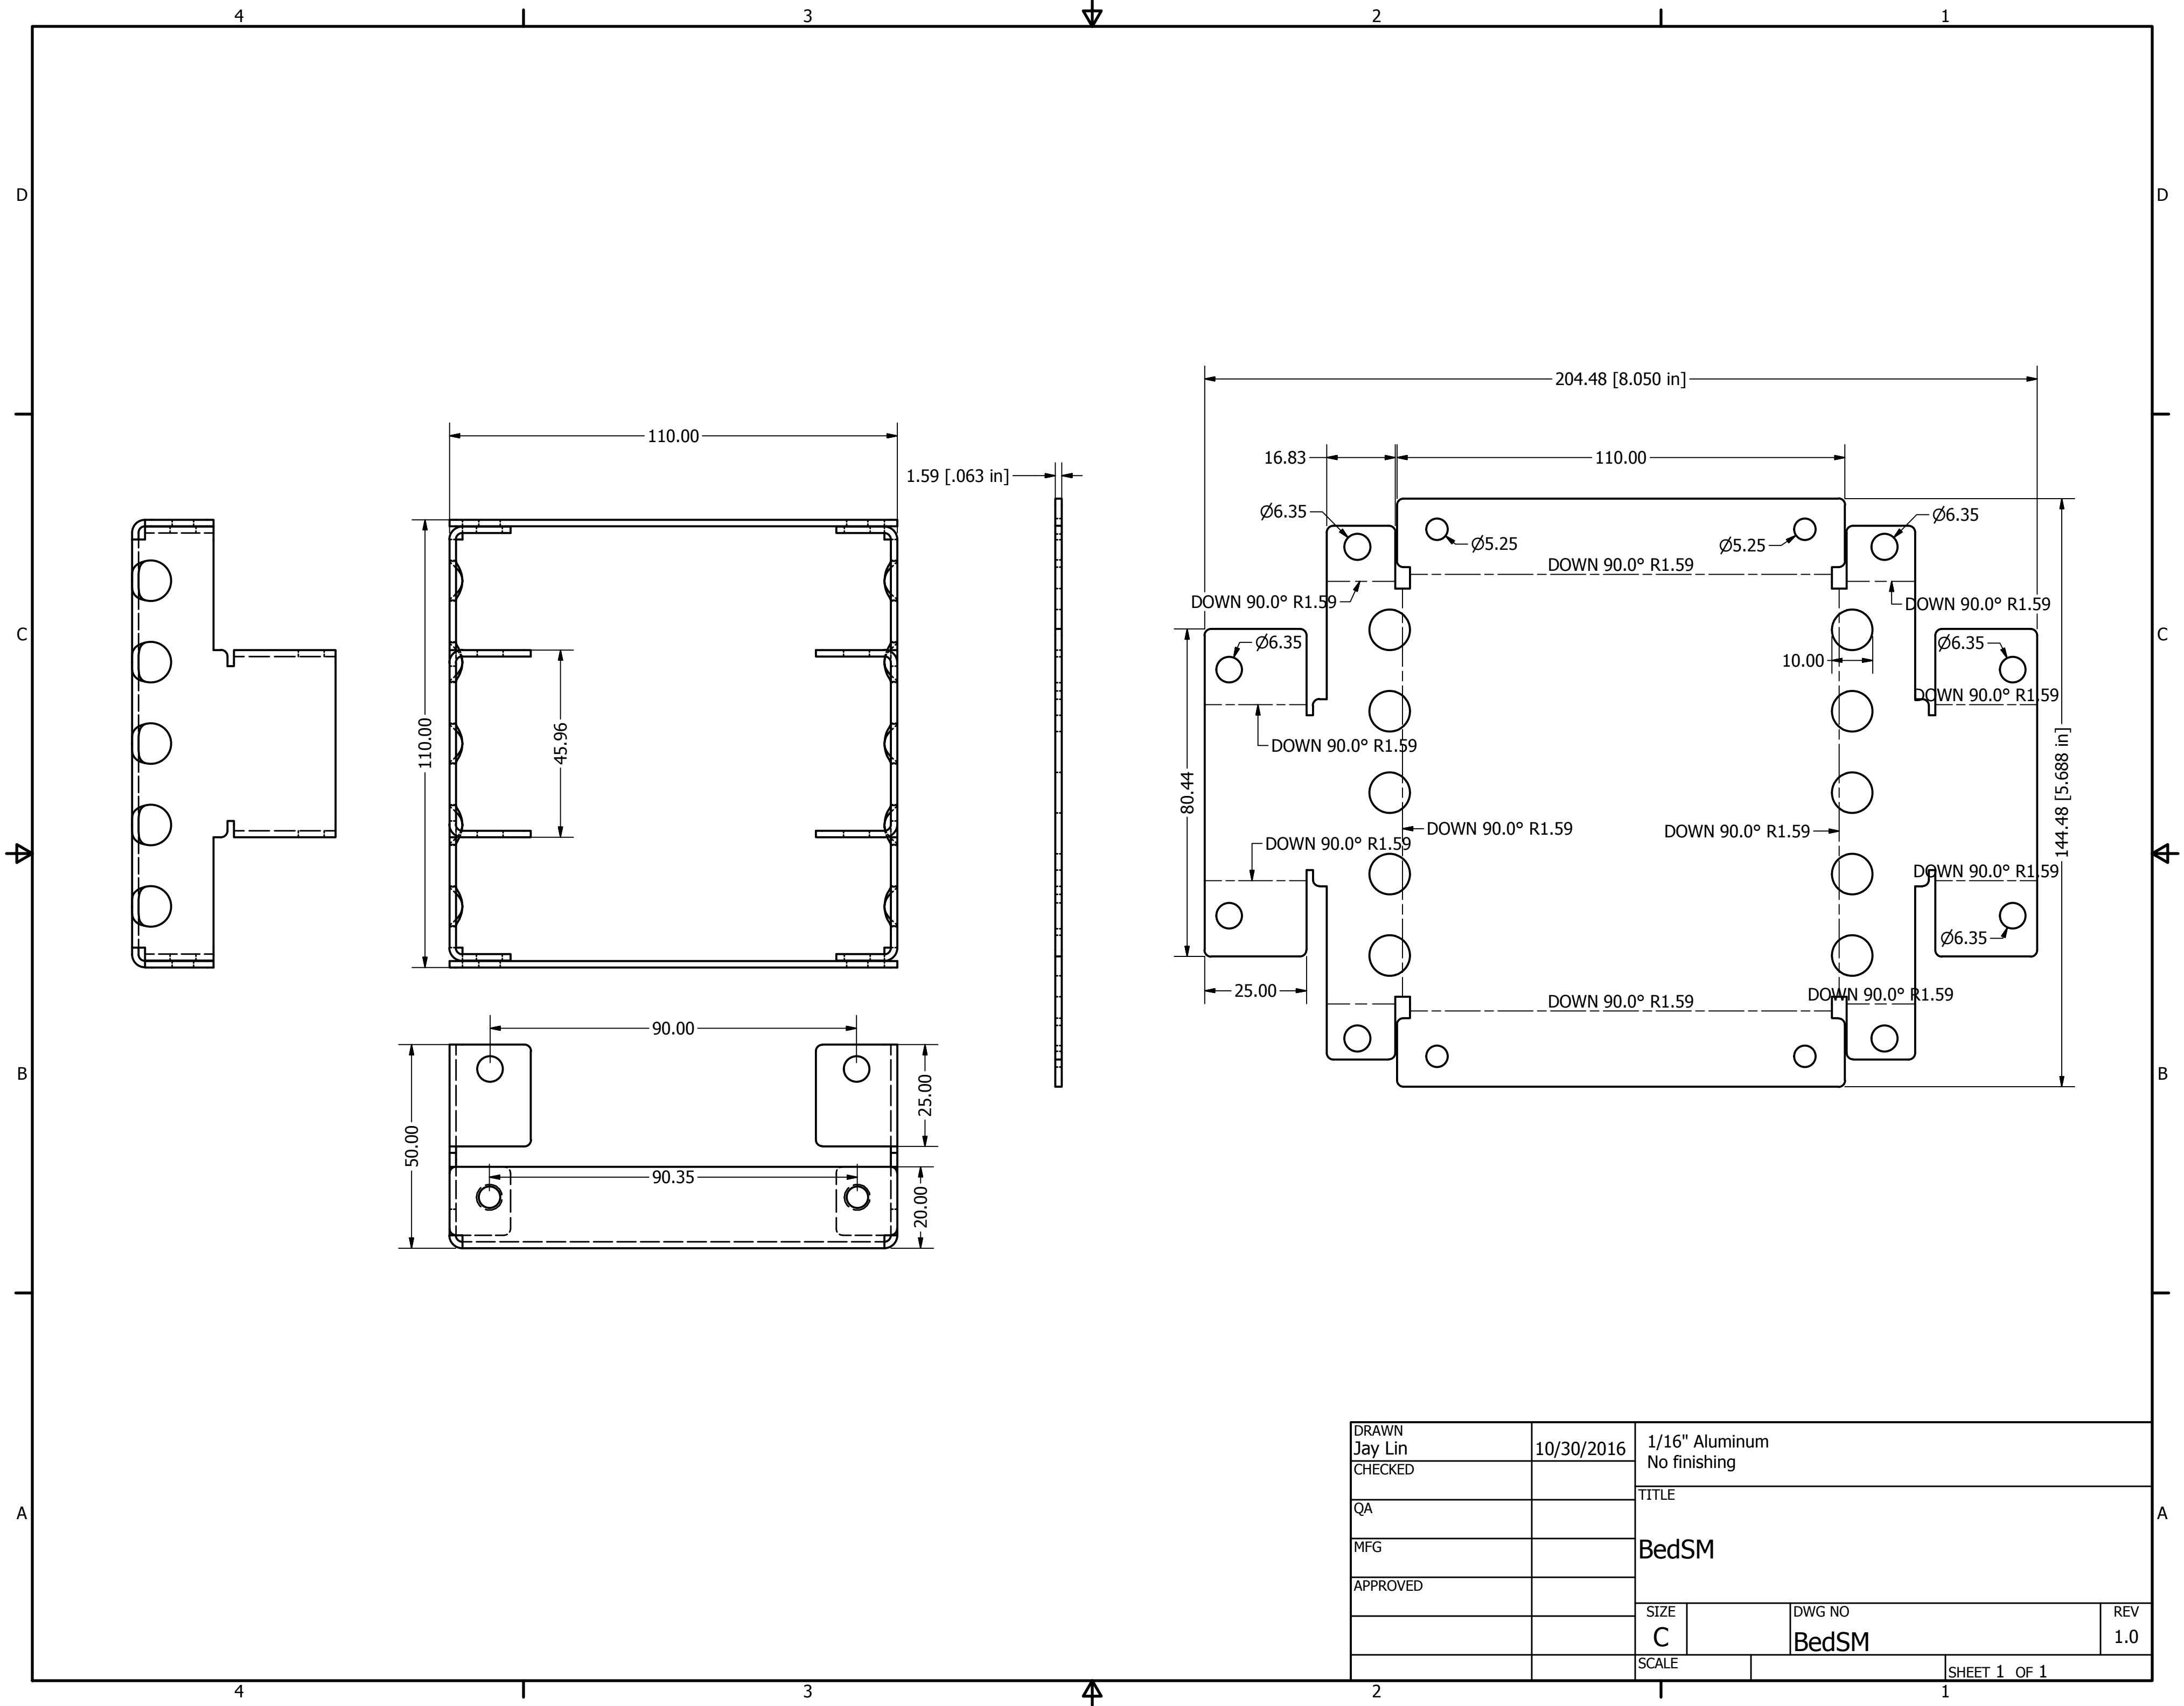 4
3
2
1
D
D
204.48 [8.050 in]
110.00
16.83
110.00
1.59 [.063 in]
Ø6.35
Ø6.35
Ø5.25
Ø5.25
DOWN 90.0° R1.59
DOWN 90.0° R1.59
DOWN 90.0° R1.59
C
C
Ø6.35
Ø6.35
10.00
DOWN 90.0° R1.59
110.00
45.96
DOWN 90.0° R1.59
80.44
144.48 [5.688 in]
DOWN 90.0° R1.59
DOWN 90.0° R1.59
DOWN 90.0° R1.59
DOWN 90.0° R1.59
Ø6.35
25.00
DOWN 90.0° R1.59
DOWN 90.0° R1.59
90.00
B
B
25.00
50.00
90.35
20.00
DRAWN
Jay Lin
10/30/2016
1/16" Aluminum
No finishing
CHECKED
TITLE
QA
A
A
MFG
BedSM
APPROVED
SIZE
C
DWG NO
BedSM
REV
1.0
SCALE
SHEET 1 OF 1
4
3
2
1